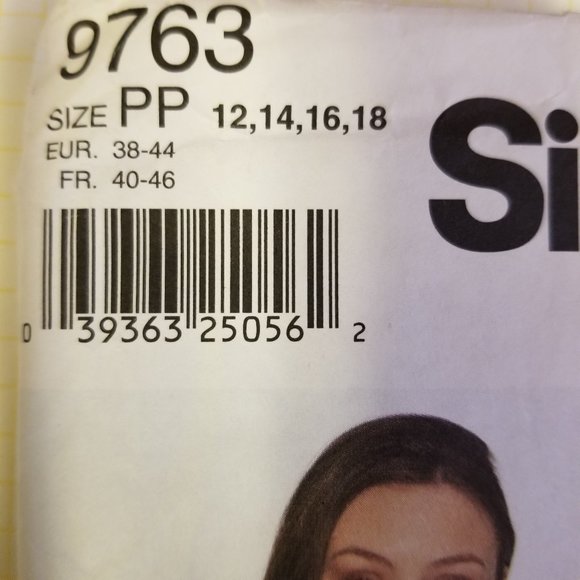 9763
SIZE PP 12,14,16,18
Si
EUR. 38-44
FR. 40-46
0 39363 25056 2